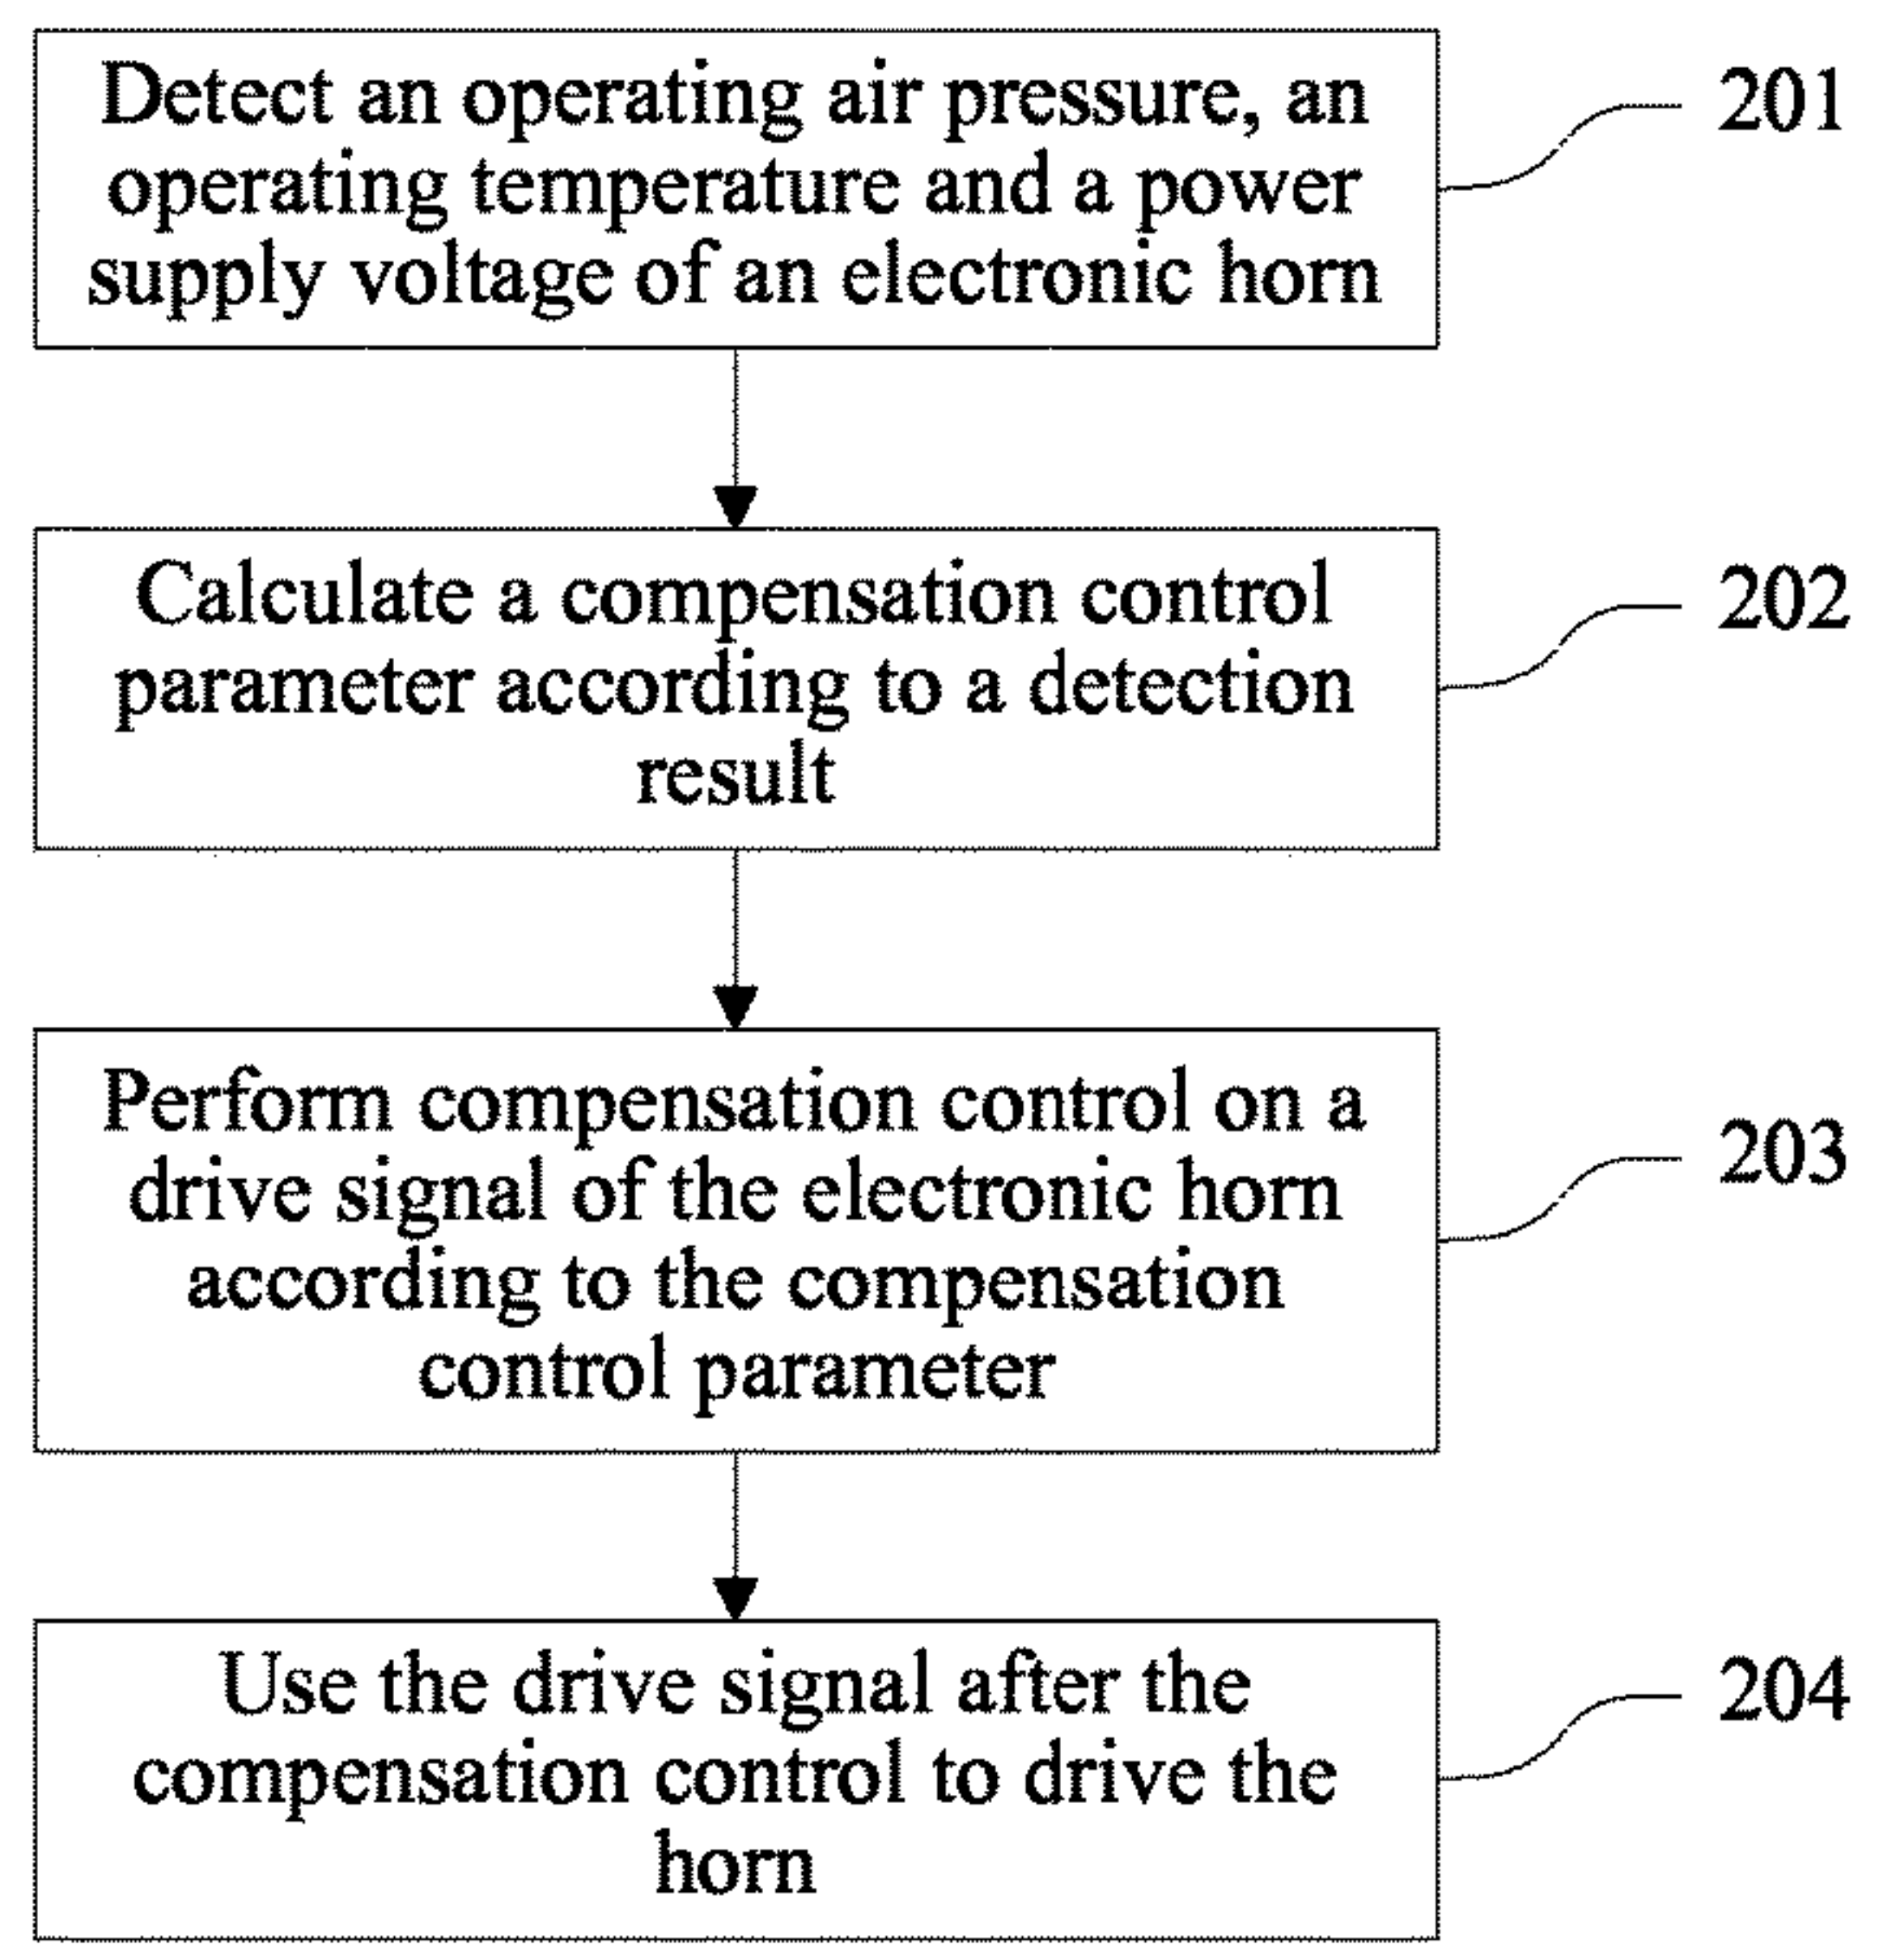 Detect an operating air pressure, an
operating temperature and a power
supply voltage of an electronic horn
201
Calculate a compensation control
parameter according to a detection
result
202
Perform compensation control on a
drive signal of the electronic horn
according to the compensation
control parameter
203
Use the drive signal after the
compensation control to drive the
horn
204